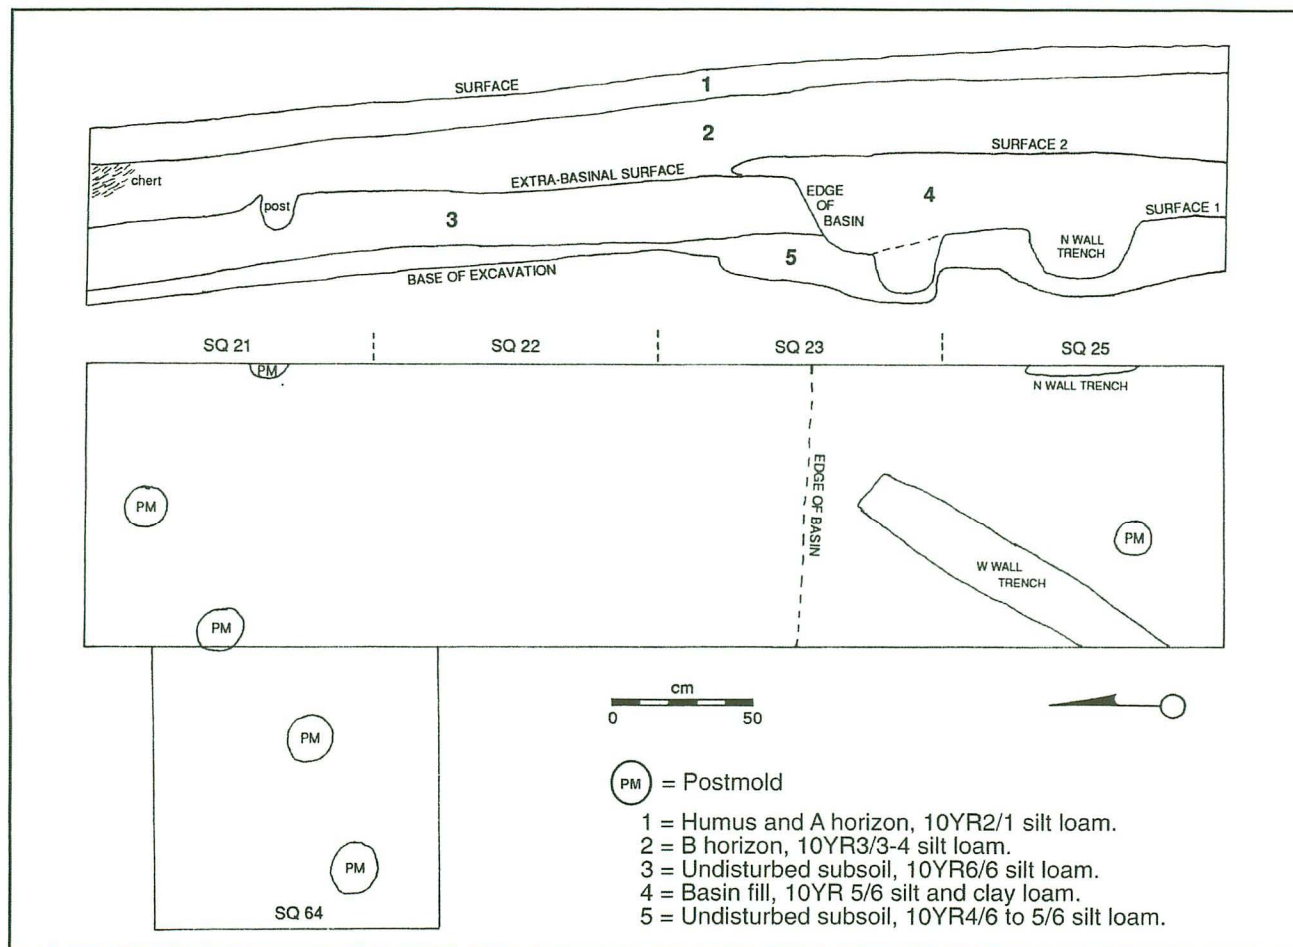 SURFACE
1
2
SURFACE 2
chert
EXTRA-BASINAL SURFACE
post
EDGE
OF
BASIN
4
3
SURFACE 1
N WALL
TRENCH
5
BASE OF EXCAVATION
SQ 21
SQ 22
SQ 23
SQ 25
PM
N WALL TRENCH
EDGE OF BASIN
PM
PM
W WALL
TRENCH
PM
cm
0 50
PM
PM
SQ 64
PM = Postmold
1 = Humus and A horizon, 10YR2/1 silt loam.
2 = B horizon, 10YR3/3-4 silt loam.
3 = Undisturbed subsoil, 10YR6/6 silt loam.
4 = Basin fill, 10YR 5/6 silt and clay loam.
5 = Undisturbed subsoil, 10YR4/6 to 5/6 silt loam.